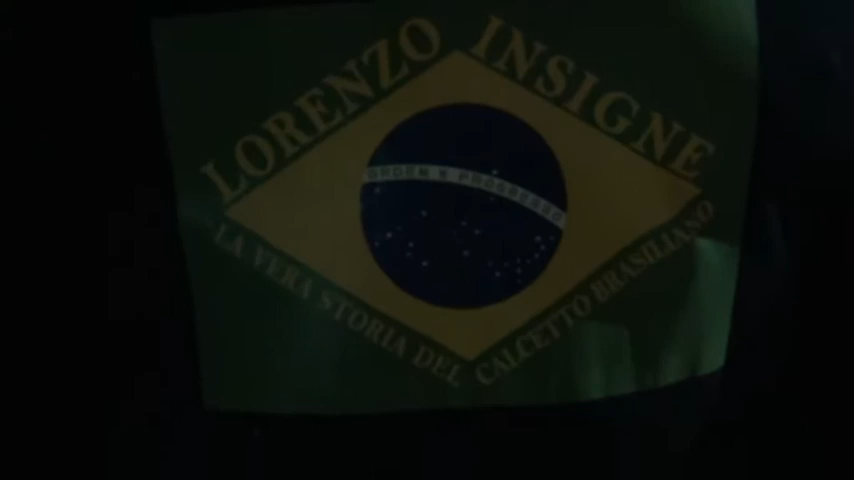 LORENZO INSIGNE
ORDEM E PROGRESSO
LA VERA STORIA DEL CALCETTO BRASILIANO